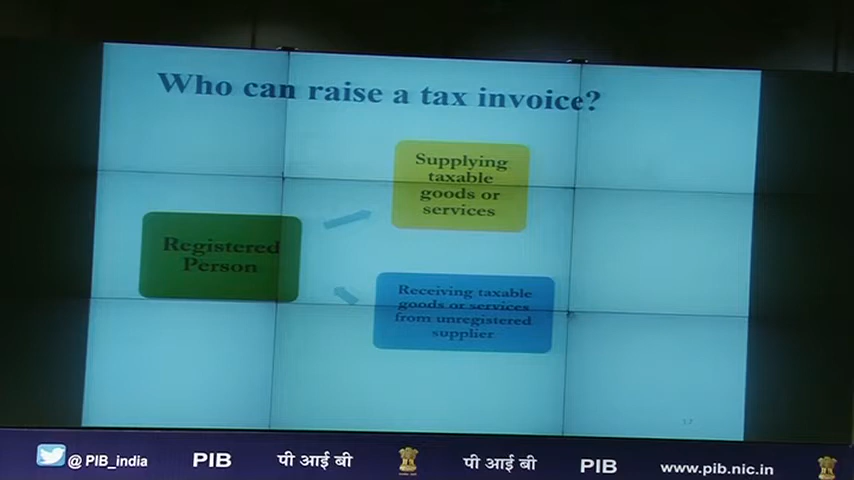 Who can raise a tax invoice?
Supplying
taxable
goods or
services
Registered
Person
Receiving taxable
goods or services
from unregistered
supplier
17
@ PIB_india PIB पी आई बी पी आई बी PIB www.pib.nic.in